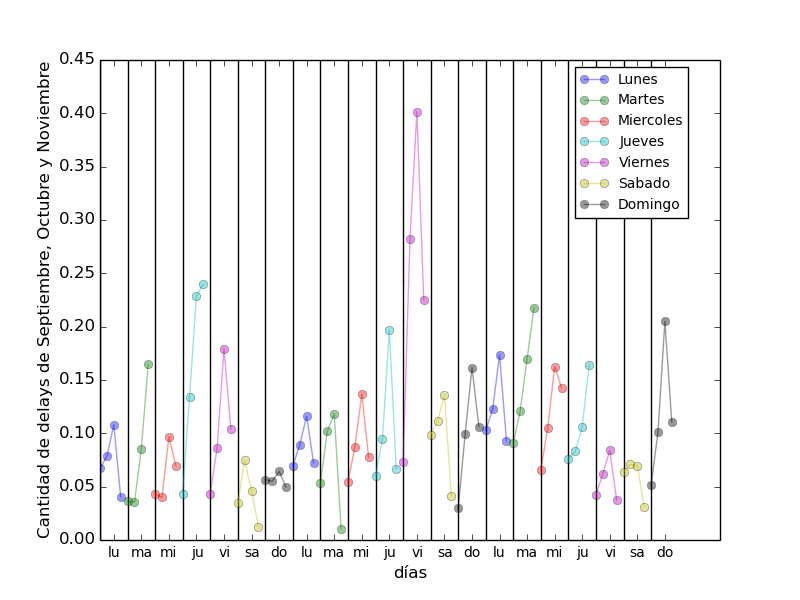 0.45
0.40
0.35
0.30
0.25
0.20
0.15
0.10
0.05
0.00
Cantidad de delays de Septiembre, Octubre y Noviembre
Lunes
Martes
Miercoles
Jueves
Viernes
Sabado
Domingo
lu ma mi ju vi sa do lu ma mi ju vi sa do lu ma mi ju vi sa do
días